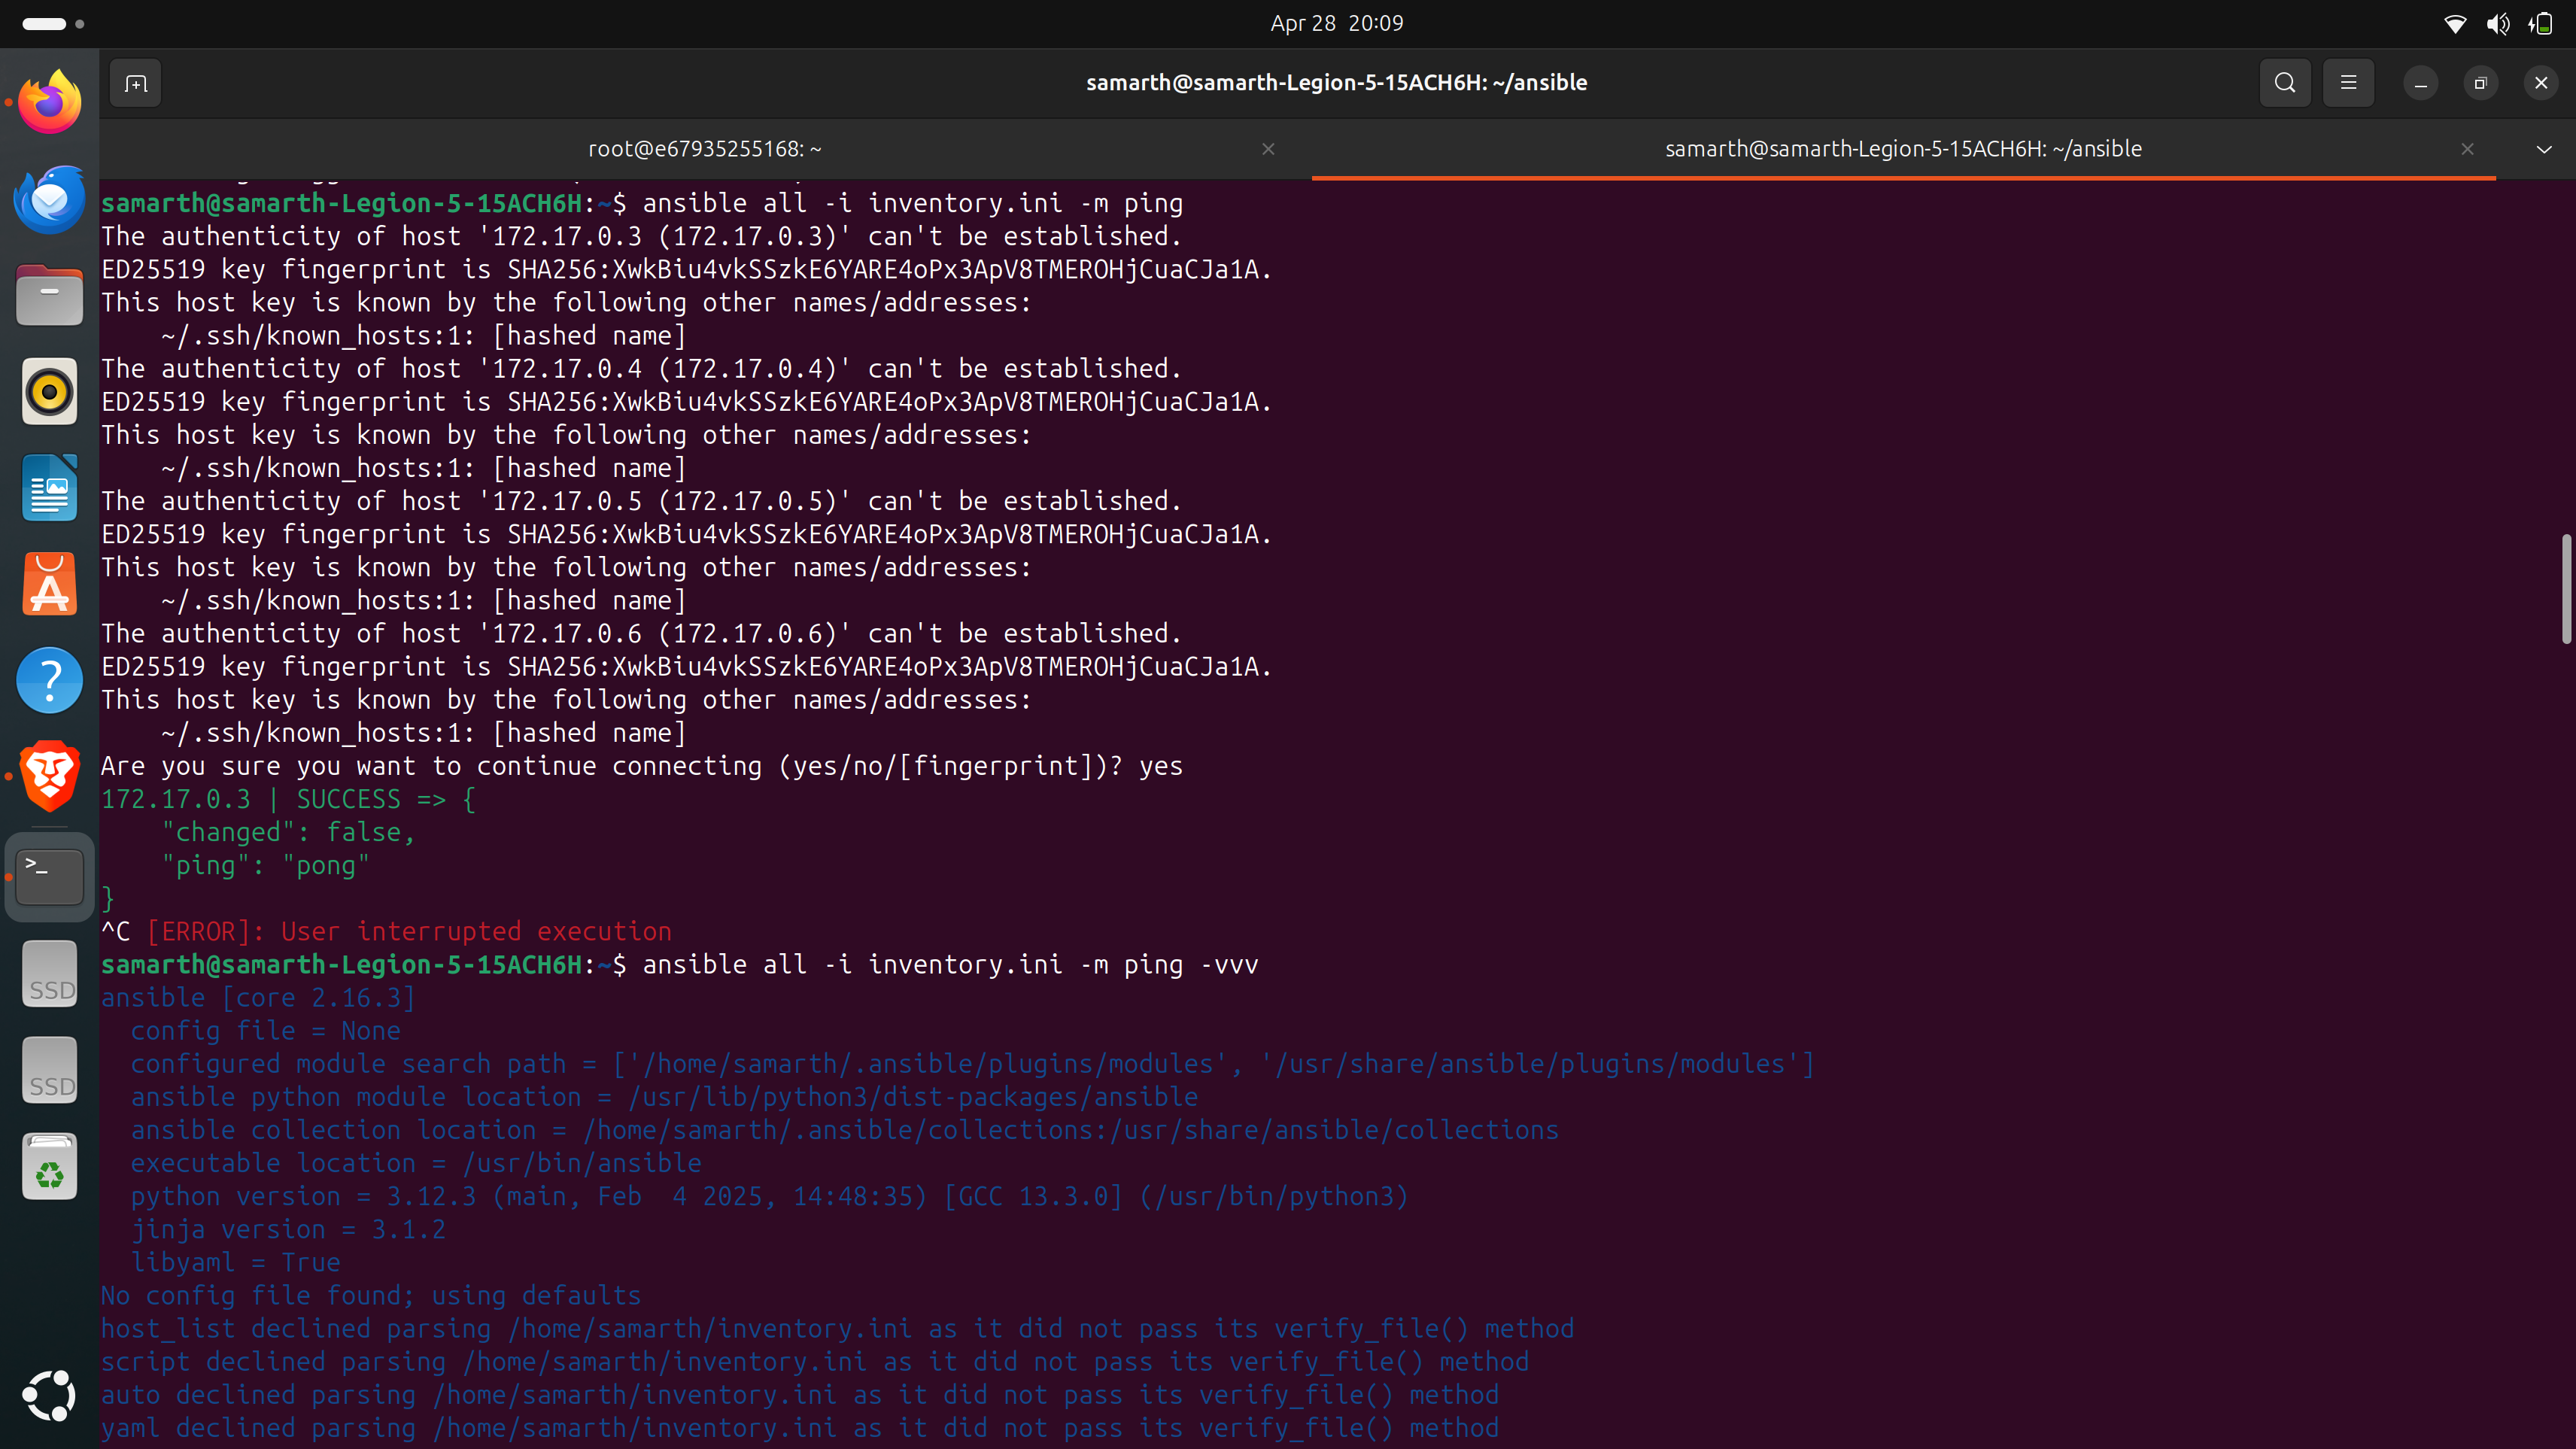 Apr 28  20:09
samarth@samarth-Legion-5-15ACH6H: ~/ansible
root@e67935255168: ~
samarth@samarth-Legion-5-15ACH6H: ~/ansible
samarth@samarth-Legion-5-15ACH6H:~$ ansible all -i inventory.ini -m ping
The authenticity of host '172.17.0.3 (172.17.0.3)' can't be established.
ED25519 key fingerprint is SHA256:XwkBiu4vkSSzkE6YARE4oPx3ApV8TMEROHjCuaCJa1A.
This host key is known by the following other names/addresses:
    ~/.ssh/known_hosts:1: [hashed name]
The authenticity of host '172.17.0.4 (172.17.0.4)' can't be established.
ED25519 key fingerprint is SHA256:XwkBiu4vkSSzkE6YARE4oPx3ApV8TMEROHjCuaCJa1A.
This host key is known by the following other names/addresses:
    ~/.ssh/known_hosts:1: [hashed name]
The authenticity of host '172.17.0.5 (172.17.0.5)' can't be established.
ED25519 key fingerprint is SHA256:XwkBiu4vkSSzkE6YARE4oPx3ApV8TMEROHjCuaCJa1A.
This host key is known by the following other names/addresses:
    ~/.ssh/known_hosts:1: [hashed name]
The authenticity of host '172.17.0.6 (172.17.0.6)' can't be established.
ED25519 key fingerprint is SHA256:XwkBiu4vkSSzkE6YARE4oPx3ApV8TMEROHjCuaCJa1A.
This host key is known by the following other names/addresses:
    ~/.ssh/known_hosts:1: [hashed name]
Are you sure you want to continue connecting (yes/no/[fingerprint])? yes
172.17.0.3 | SUCCESS => {
    "changed": false,
    "ping": "pong"
}
^C [ERROR]: User interrupted execution
samarth@samarth-Legion-5-15ACH6H:~$ ansible all -i inventory.ini -m ping -vvv
ansible [core 2.16.3]
  config file = None
  configured module search path = ['/home/samarth/.ansible/plugins/modules', '/usr/share/ansible/plugins/modules']
  ansible python module location = /usr/lib/python3/dist-packages/ansible
  ansible collection location = /home/samarth/.ansible/collections:/usr/share/ansible/collections
  executable location = /usr/bin/ansible
  python version = 3.12.3 (main, Feb  4 2025, 14:48:35) [GCC 13.3.0] (/usr/bin/python3)
  jinja version = 3.1.2
  libyaml = True
No config file found; using defaults
host_list declined parsing /home/samarth/inventory.ini as it did not pass its verify_file() method
script declined parsing /home/samarth/inventory.ini as it did not pass its verify_file() method
auto declined parsing /home/samarth/inventory.ini as it did not pass its verify_file() method
yaml declined parsing /home/samarth/inventory.ini as it did not pass its verify_file() method
SSD
SSD